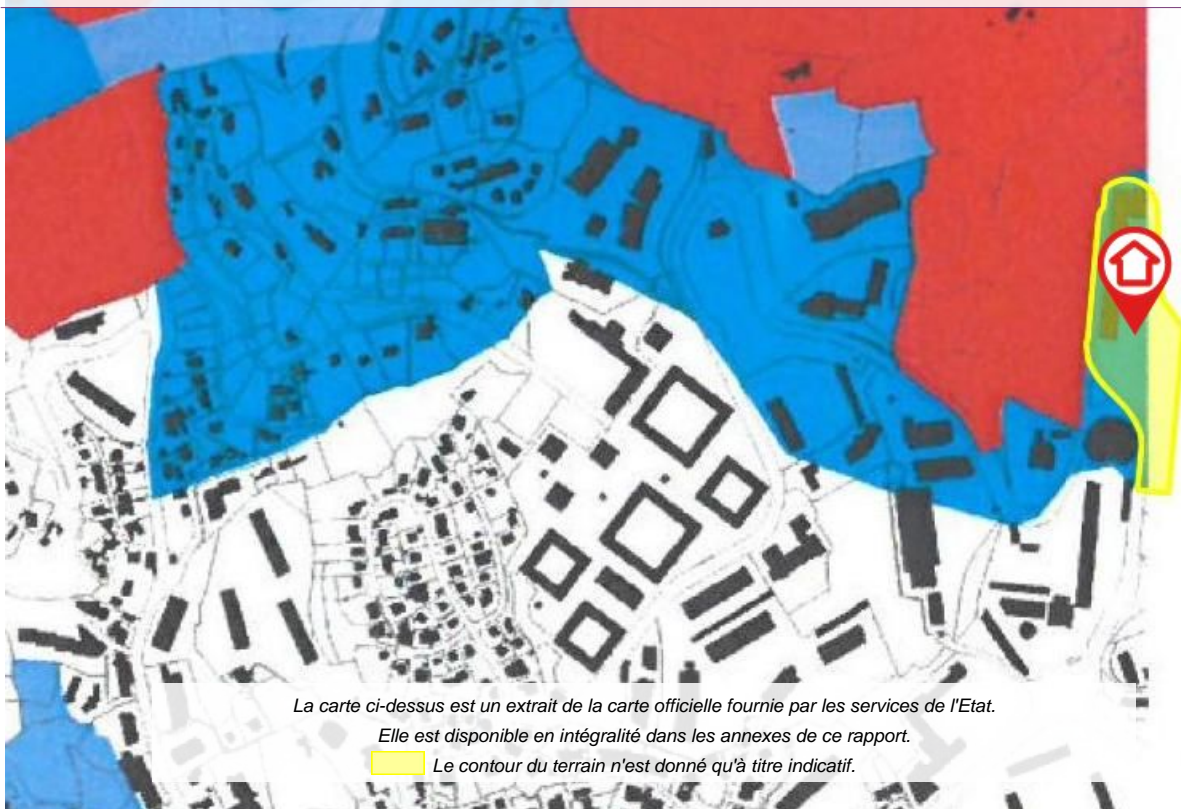 La carte ci-dessus est un extrait de la carte officielle fournie par les services de l'Etat.
Elle est disponible en intégralité dans les annexes de ce rapport.
Le contour du terrain n'est donné qu'à titre indicatif.